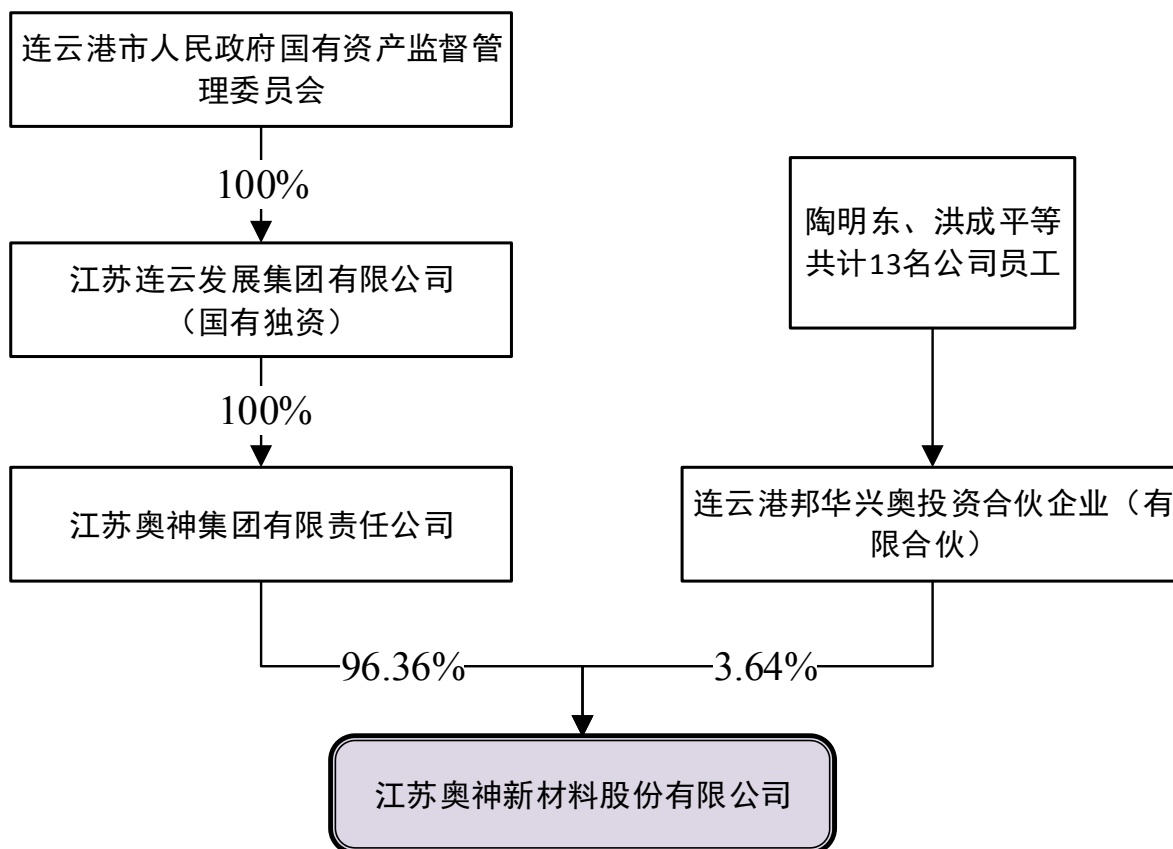 连云港市人民政府国有资产监督管
理委员会
100%
江苏连云发展集团有限公司
（国有独资）
100%
江苏奥神集团有限责任公司
陶明东、洪成平等
共计13名公司员工
连云港邦华兴奥投资合伙企业（有
限合伙）
96.36%
3.64%
江苏奥神新材料股份有限公司